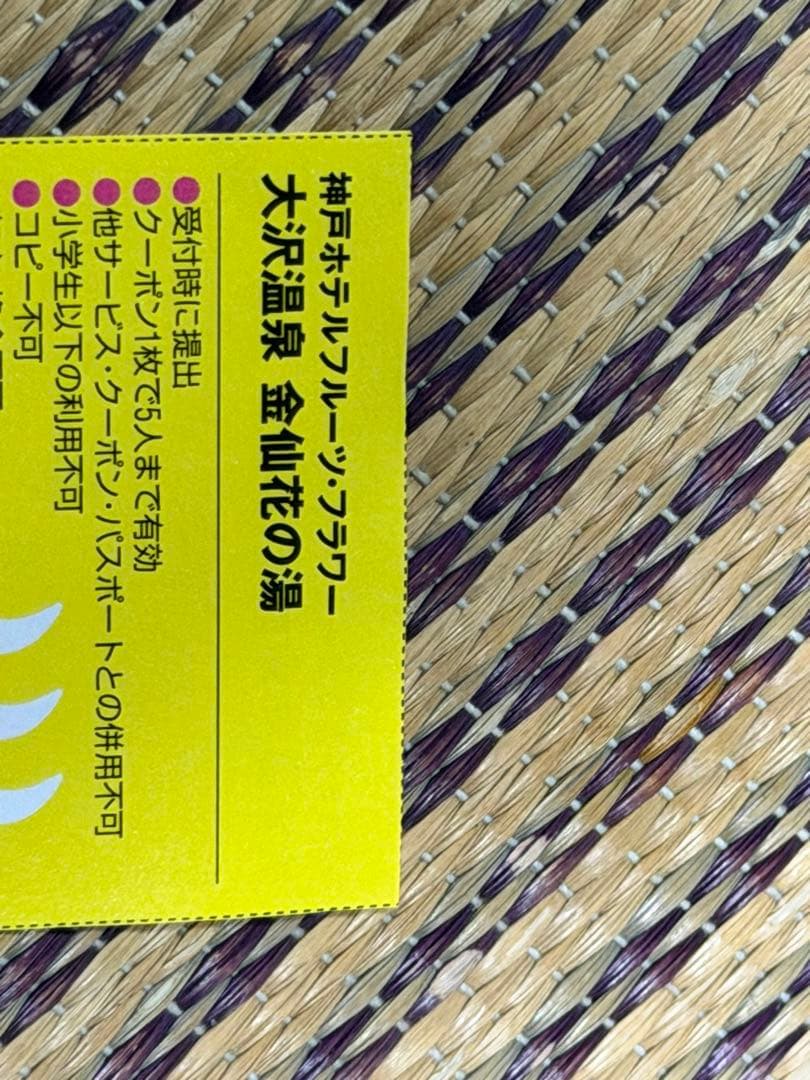 神戸ホテルフルーツ・フラワー
大沢温泉 金仙花の湯
●受付時に提出
●クーポン1枚で5人まで有効
●他サービス・クーポン・パスポートとの併用不可
●小学生以下の利用不可
●コピー不可